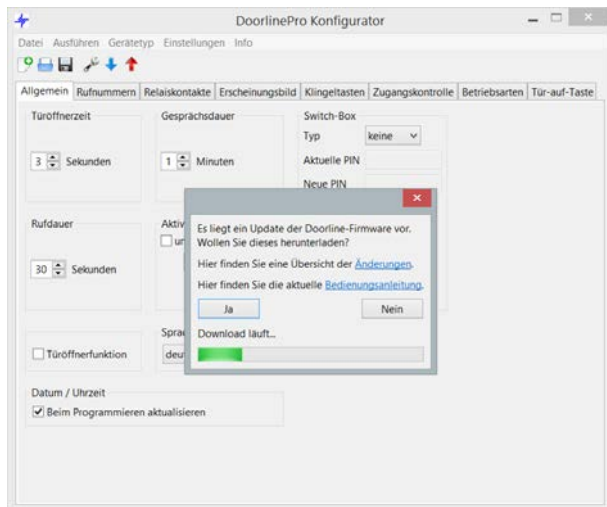 DoorlinePro Konfigurator
Datei Ausführen Gerätetyp Einstellungen Info
Allgemein Rufnummern Relaiskontakte Erscheinungsbild Klingeltasten Zugangskontrolle Betriebsarten Tür-auf-Taste
Türöffnerzeit Gesprächsdauer Switch-Box
Typ keine
3 Sekunden 1 Minuten Aktuelle PIN
Neue PIN
Rufdauer
30 Sekunden
Es liegt ein Update der Doorline-Firmware vor.
Wollen Sie dieses herunterladen?
Hier finden Sie eine Übersicht der Änderungen.
Hier finden Sie die aktuelle Bedienungsanleitung.
Ja Nein
Download läuft...
Türöffnerfunktion
Datum / Uhrzeit
Beim Programmieren aktualisieren